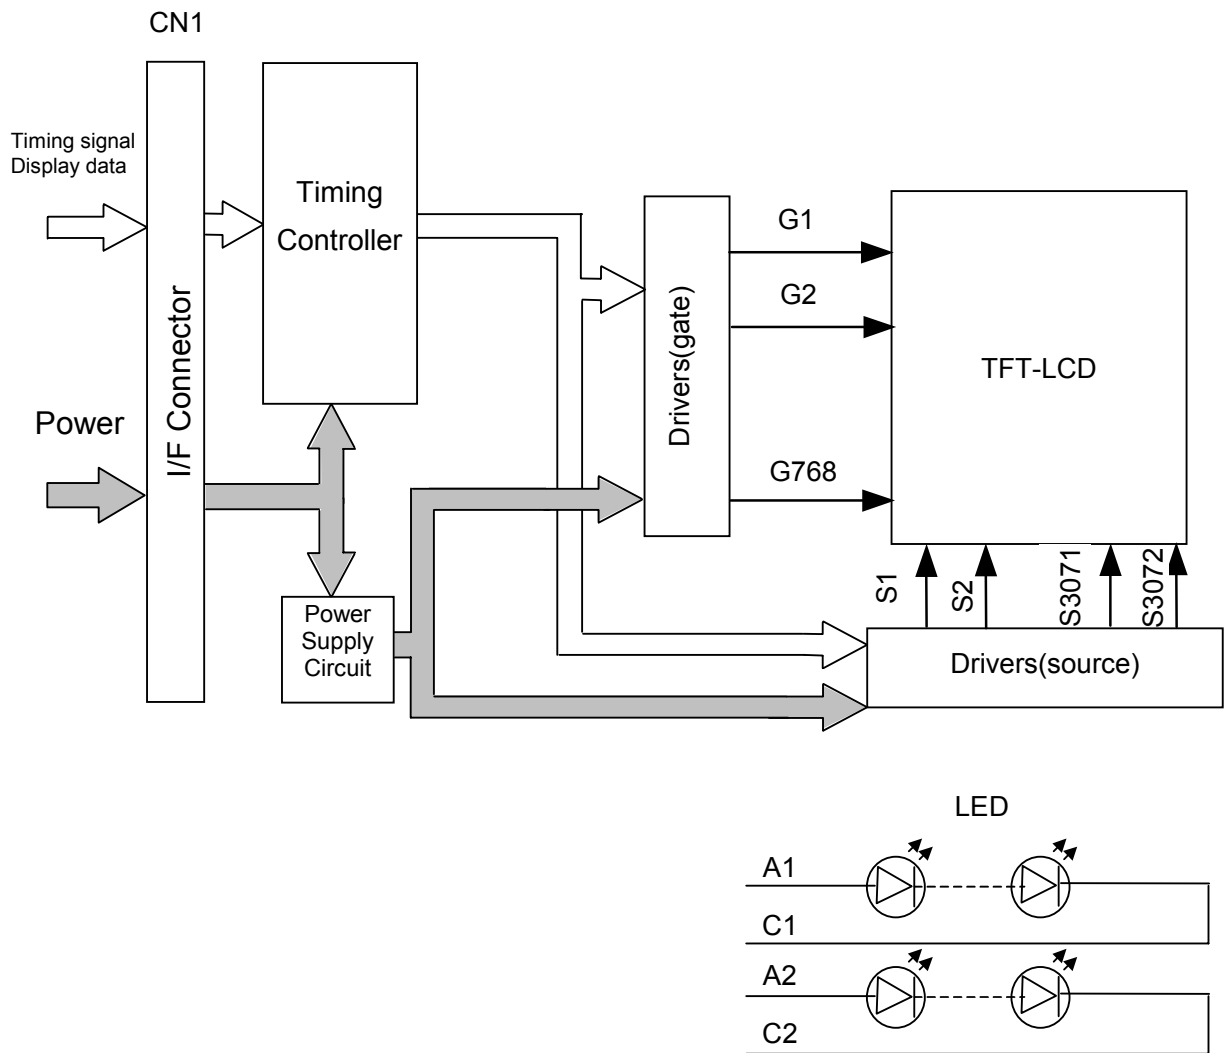 CN1
Timing signal
Display data
Power
I/F Connector
Timing
Controller
Power
Supply
Circuit
Drivers(gate)
G1
G2
G768
TFT-LCD
S1
S2
S3071
S3072
Drivers(source)
LED
A1
C1
A2
C2